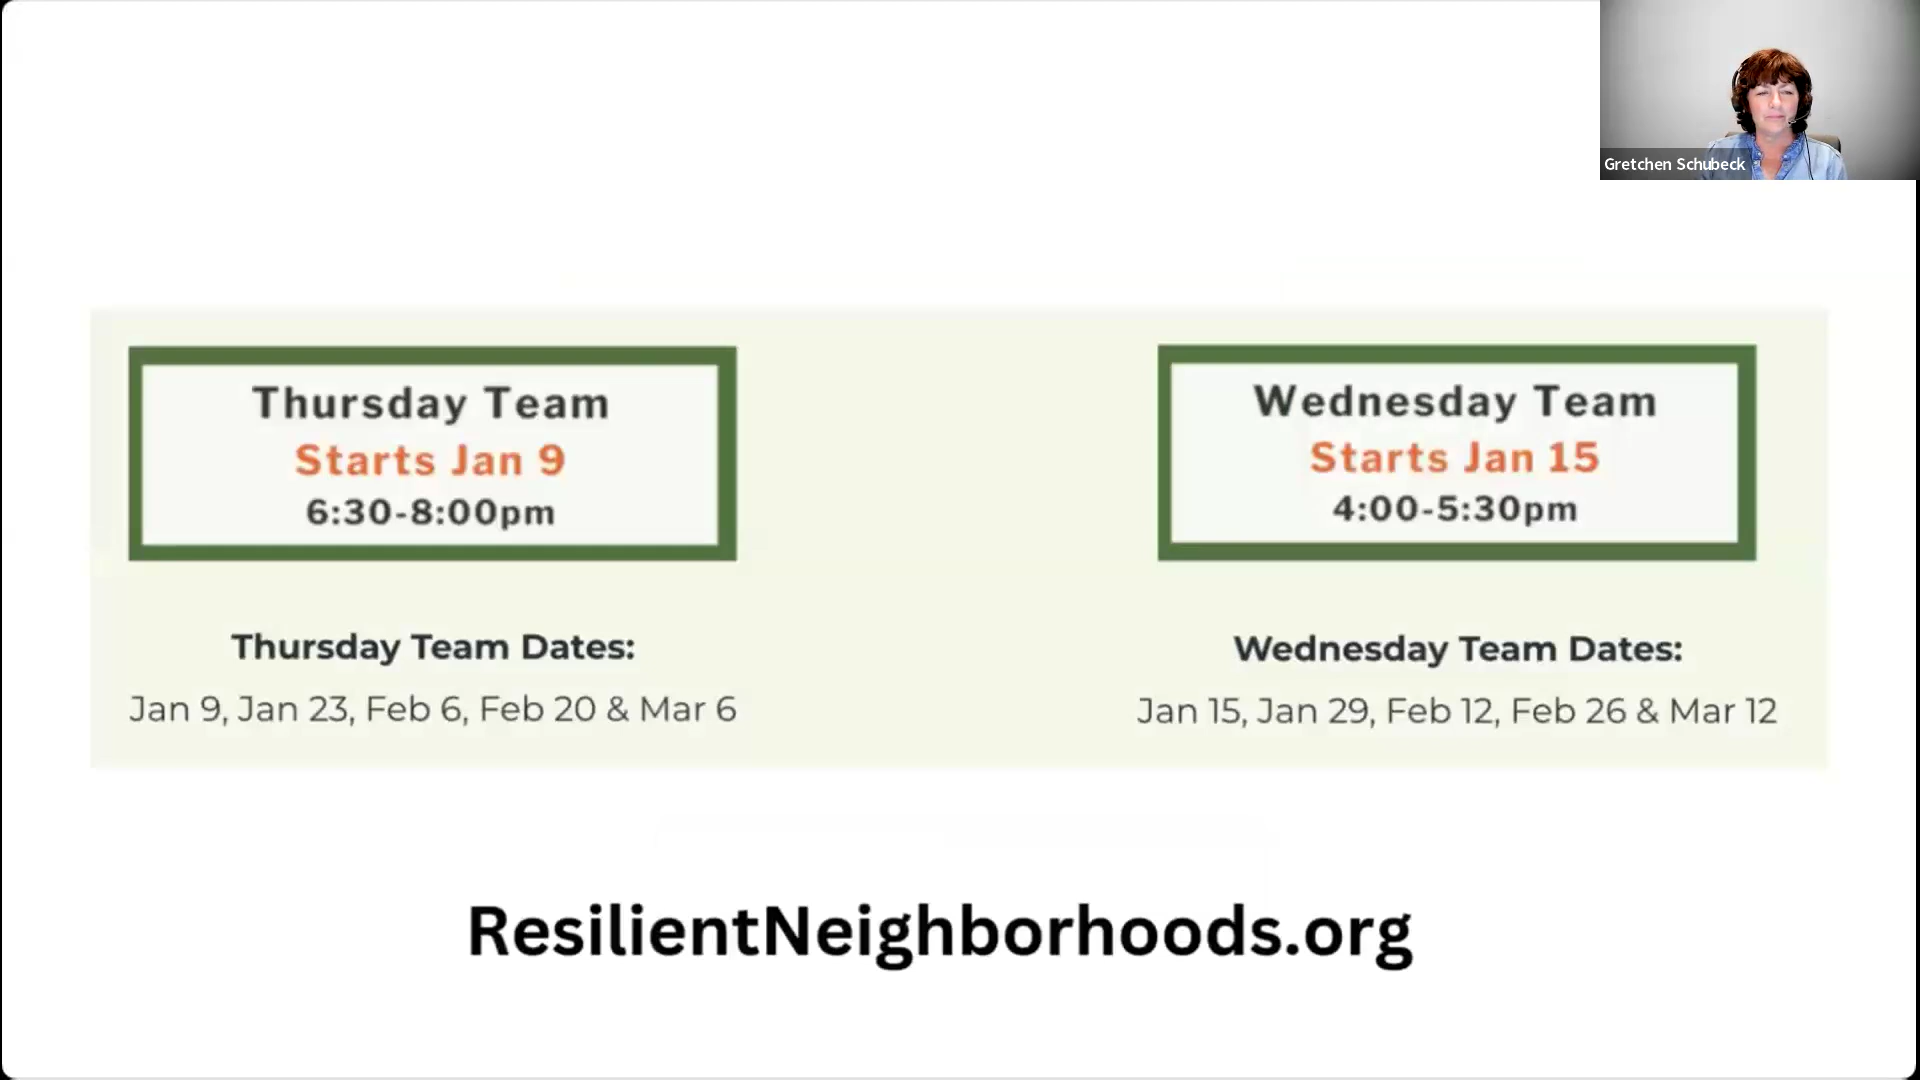 Gretchen Schubeck
Thursday Team
Starts Jan 9
6:30-8:00pm
Thursday Team Dates:
Jan 9, Jan 23, Feb 6, Feb 20 & Mar 6
Wednesday Team
Starts Jan 15
4:00-5:30pm
Wednesday Team Dates:
Jan 15, Jan 29, Feb 12, Feb 26 & Mar 12
ResilientNeighborhoods.org